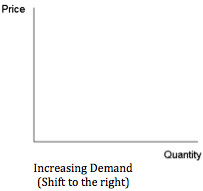 Price
Quantity
Increasing Demand
(Shift to the right)